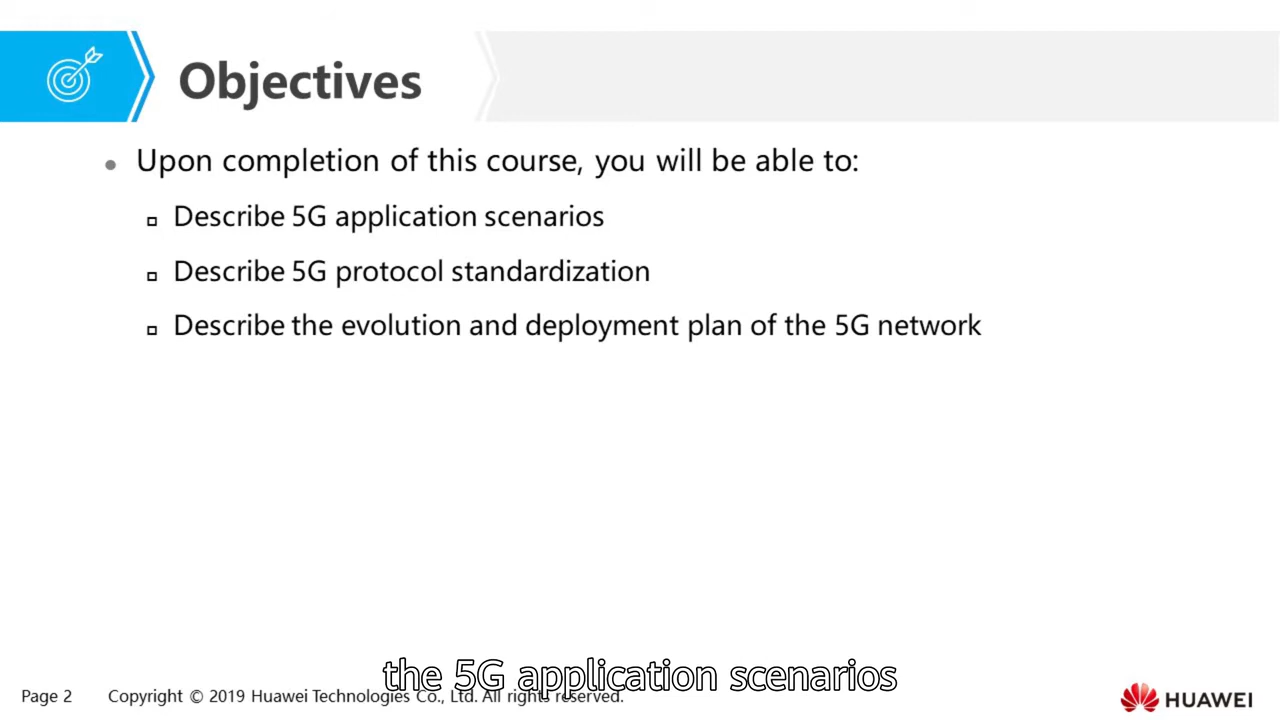 Objectives
Upon completion of this course, you will be able to:
Describe 5G application scenarios
Describe 5G protocol standardization
Describe the evolution and deployment plan of the 5G network
the 5G application scenarios
Page 2 Copyright © 2019 Huawei Technologies Co., Ltd. All rights reserved.
HUAWEI